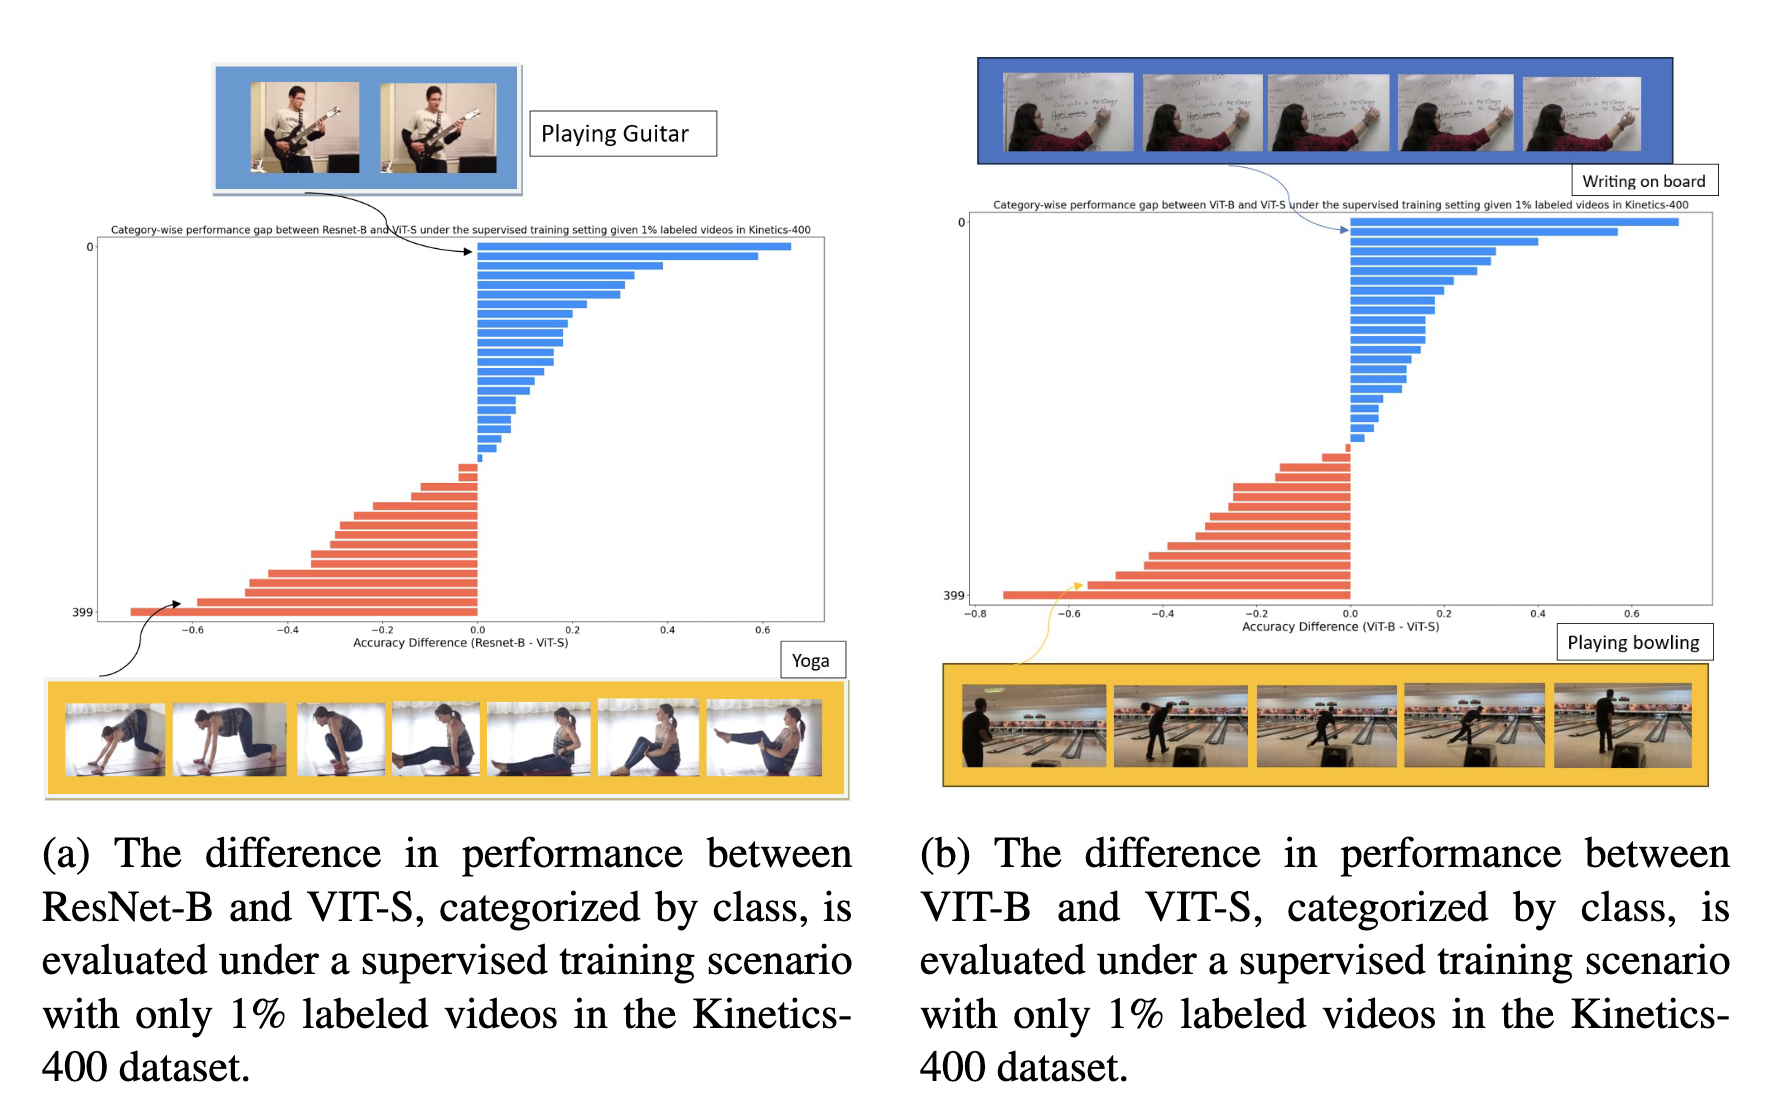 Playing Guitar
Category-wise performance gap between Resnet-B and ViT-S under the supervised training setting given 1% labeled videos in Kinetics-400
0
399
−0.6 −0.4 −0.2 0.0 0.2 0.4 0.6
Accuracy Difference (Resnet-B - ViT-S)
Yoga
(a) The difference in performance between
ResNet-B and VIT-S, categorized by class, is
evaluated under a supervised training scenario
with only 1% labeled videos in the Kinetics-
400 dataset.
Writing on board
Category-wise performance gap between ViT-B and ViT-S under the supervised training setting given 1% labeled videos in Kinetics-400
0
399
−0.8 −0.6 −0.4 −0.2 0.0 0.2 0.4 0.6
Accuracy Difference (ViT-B - ViT-S)
Playing bowling
(b) The difference in performance between
VIT-B and VIT-S, categorized by class, is
evaluated under a supervised training scenario
with only 1% labeled videos in the Kinetics-
400 dataset.